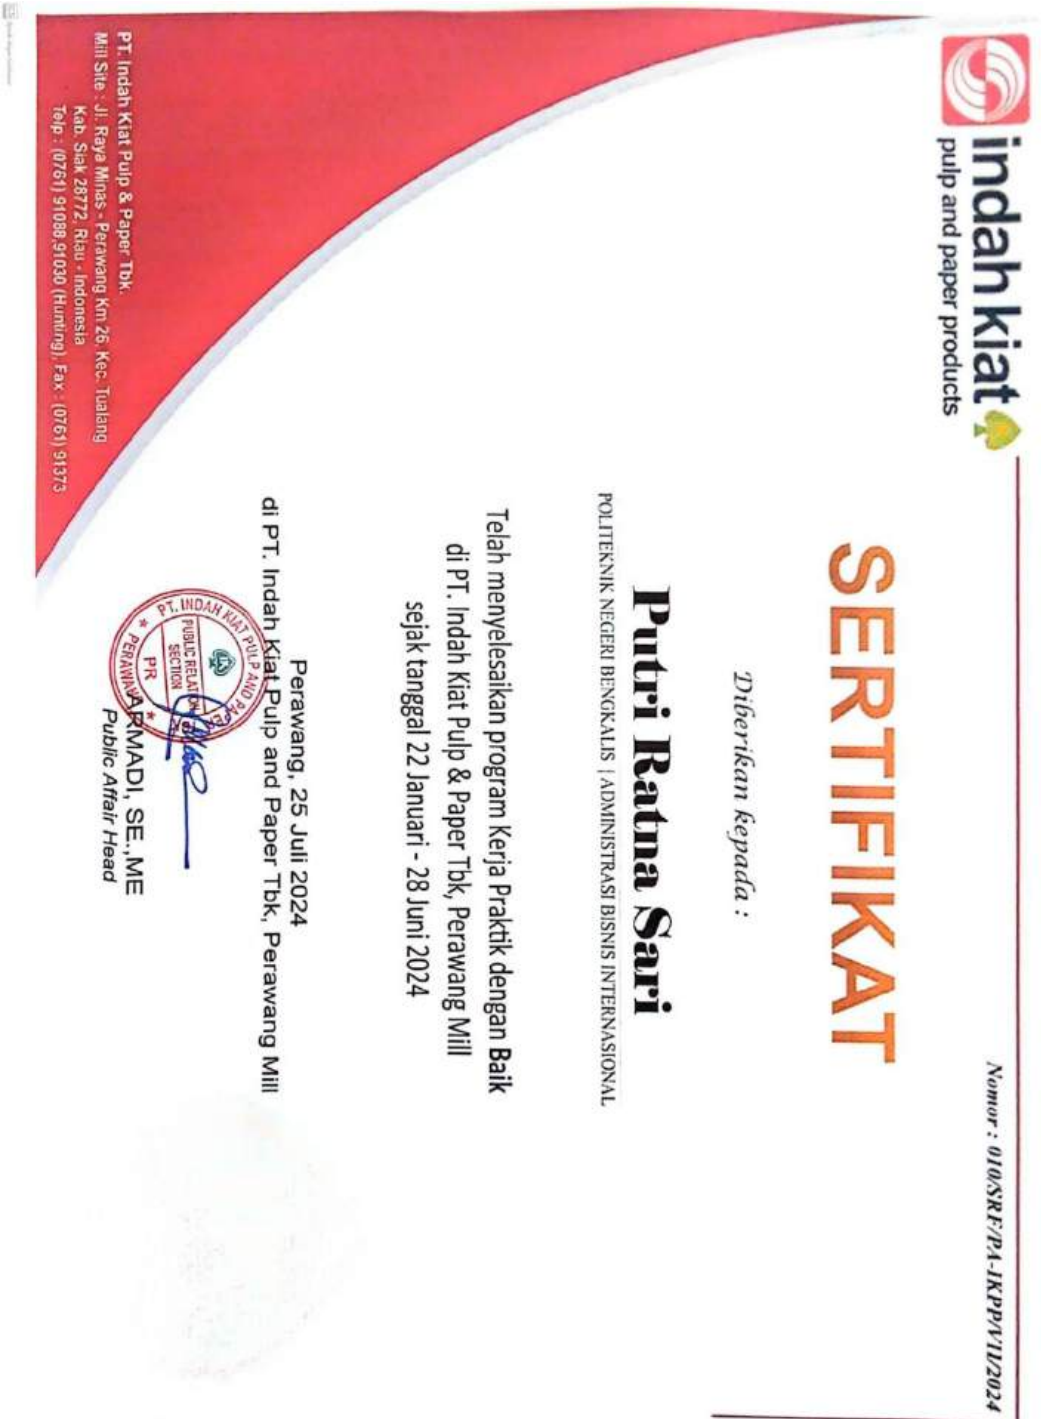 indah kiat
pulp and paper products
Nomor : 010/SRF/PA-IKPP/VII/2024
SERTIFIKAT
Diberikan kepada :
Putri Ratna Sari
POLITEKNIK NEGERI BENGKALIS | ADMINISTRASI BISNIS INTERNASIONAL
Telah menyelesaikan program Kerja Praktik dengan Baik
di PT. Indah Kiat Pulp & Paper Tbk, Perawang Mill
sejak tanggal 22 Januari - 28 Juni 2024
Perawang, 25 Juli 2024
di PT. Indah Kiat Pulp and Paper Tbk, Perawang Mill
PT. INDAH KIAT PULP AND PAPER
PUBLIC RELATION
SECTION
PR
PERAWANG
ARMADI, SE.,ME
Public Affair Head
PT. Indah Kiat Pulp & Paper Tbk.
Mill Site : Jl. Raya Minas - Perawang Km 26, Kec. Tualang
Kab. Siak 28772, Riau - Indonesia
Telp : (0761) 91088,91030 (Hunting), Fax : (0761) 91373